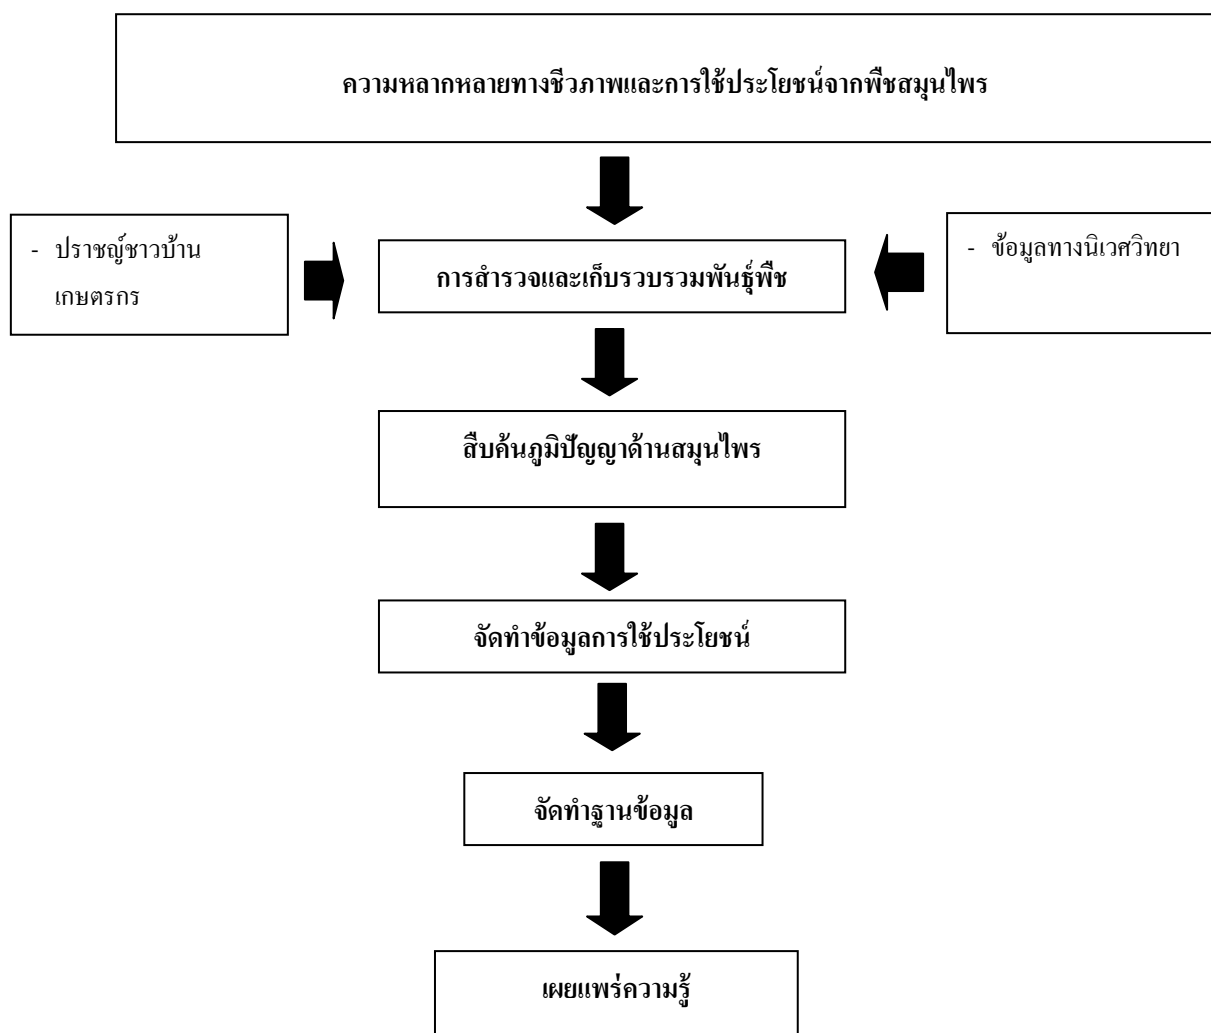 ความหลากหลายทางชีวภาพและการใช้ประโยชน์จากพืชสมุนไพร
- ปราชญ์ชาวบ้าน
เกษตรกร
การสำรวจและเก็บรวบรวมพันธุ์พืช
- ข้อมูลทางนิเวศวิทยา
สืบค้นภูมิปัญญาด้านสมุนไพร
จัดทำข้อมูลการใช้ประโยชน์
จัดทำฐานข้อมูล
เผยแพร่ความรู้